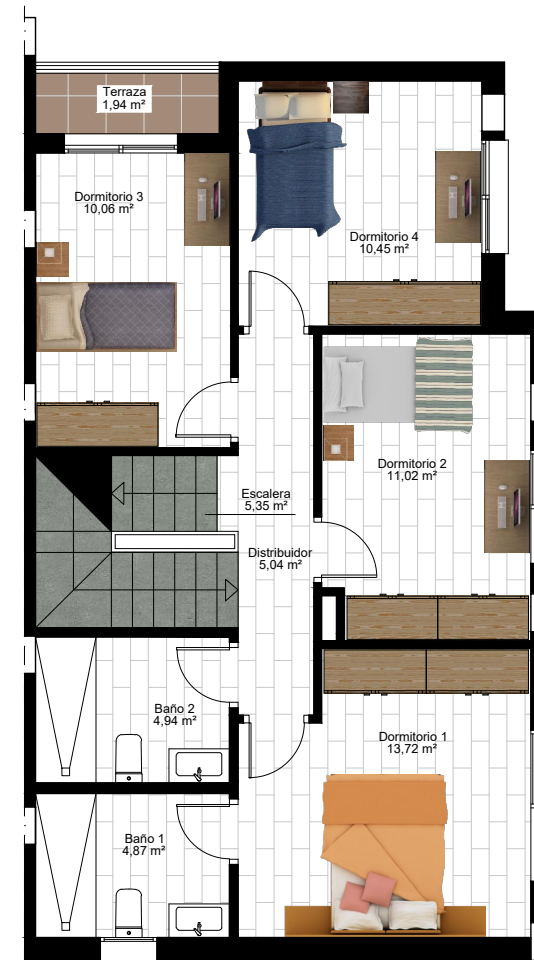 Terraza
1,94 m²
Dormitorio 3
10,06 m²
Dormitorio 4
10,45 m²
Dormitorio 2
11,02 m²
Escalera
5,35 m²
Distribuidor
5,04 m²
Baño 2
4,94 m²
Dormitorio 1
13,72 m²
Baño 1
4,87 m²